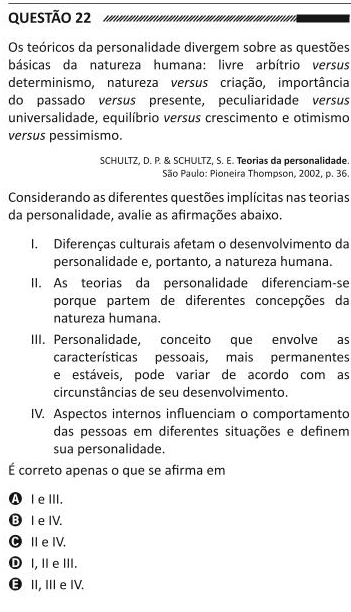 QUESTÃO 22
Os teóricos da personalidade divergem sobre as questões
básicas da natureza humana: livre arbítrio versus
determinismo, natureza versus criação, importância
do passado versus presente, peculiaridade versus
universalidade, equilíbrio versus crescimento e otimismo
versus pessimismo.
SCHULTZ, D. P. & SCHULTZ, S. E. Teorias da personalidade.
São Paulo: Pioneira Thompson, 2002, p. 36.
Considerando as diferentes questões implícitas nas teorias
da personalidade, avalie as afirmações abaixo.
I. Diferenças culturais afetam o desenvolvimento da
personalidade e, portanto, a natureza humana.
II. As teorias da personalidade diferenciam-se
porque partem de diferentes concepções da
natureza humana.
III. Personalidade, conceito que envolve as
características pessoais, mais permanentes
e estáveis, pode variar de acordo com as
circunstâncias de seu desenvolvimento.
IV. Aspectos internos influenciam o comportamento
das pessoas em diferentes situações e definem
sua personalidade.
É correto apenas o que se afirma em
A I e III.
B I e IV.
C II e IV.
D I, II e III.
E II, III e IV.